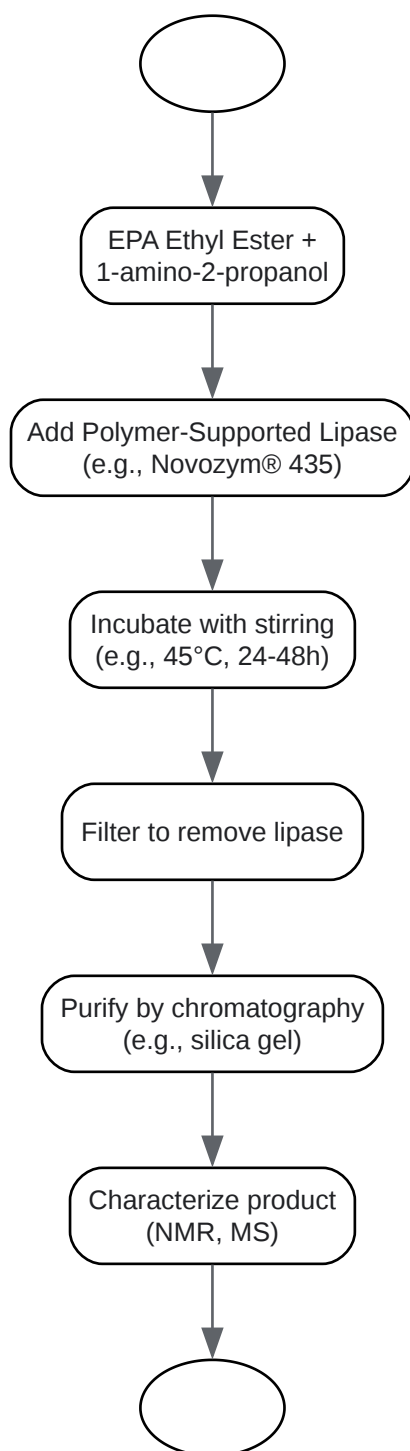 EPA Ethyl Ester +
1-amino-2-propanol
Add Polymer-Supported Lipase
(e.g., Novozym® 435)
Incubate with stirring
(e.g., 45°C, 24-48h)
Filter to remove lipase
Purify by chromatography
(e.g., silica gel)
Characterize product
(NMR, MS)